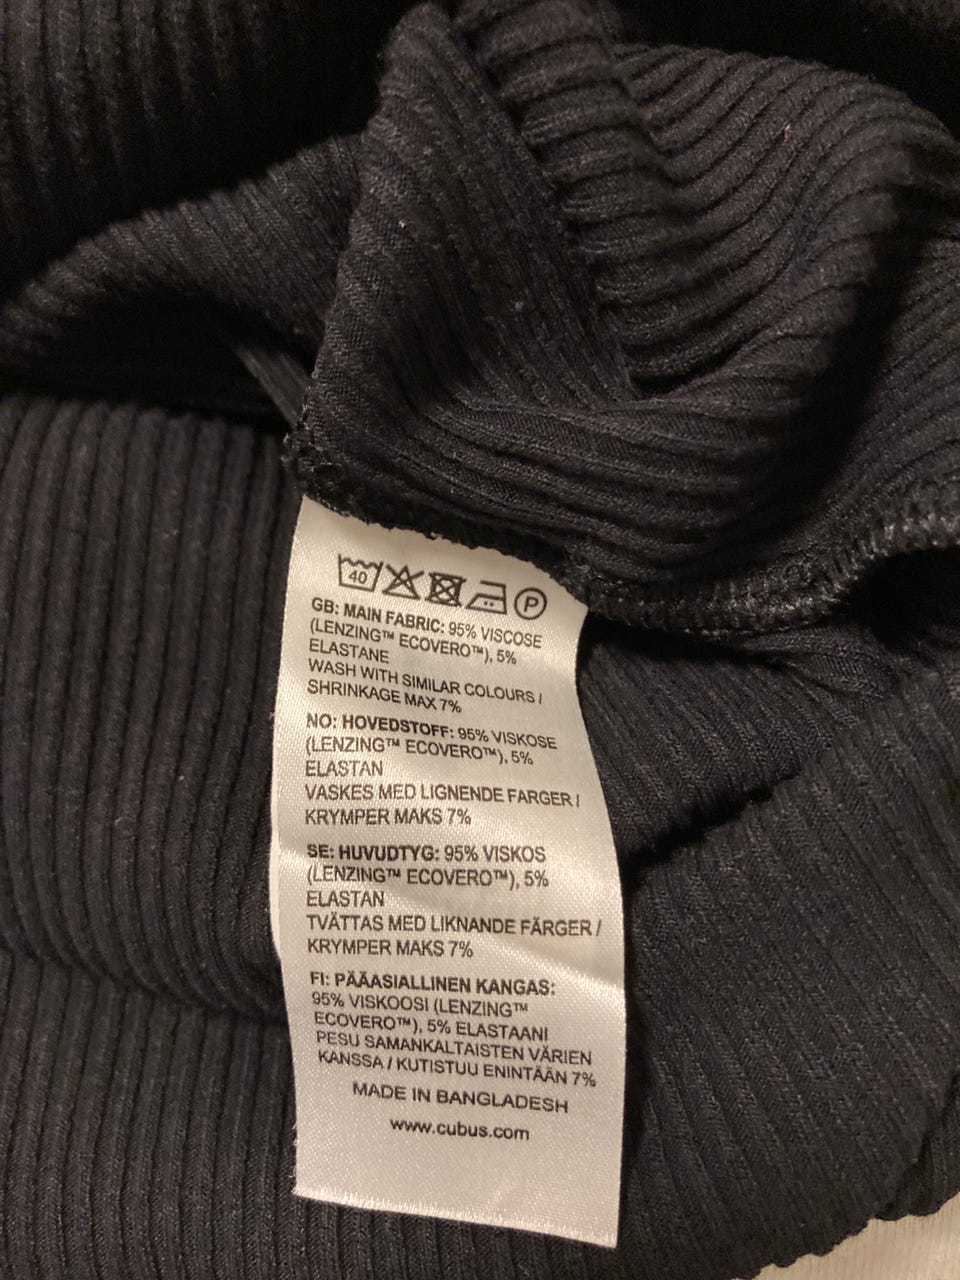 40 P
GB: MAIN FABRIC: 95% VISCOSE
(LENZING™ ECOVERO™), 5%
ELASTANE
WASH WITH SIMILAR COLOURS /
SHRINKAGE MAX 7%
NO: HOVEDSTOFF: 95% VISKOSE
(LENZING™ ECOVERO™), 5%
ELASTAN
VASKES MED LIGNENDE FARGER /
KRYMPER MAKS 7%
SE: HUVUDTYG: 95% VISKOS
(LENZING™ ECOVERO™), 5%
ELASTAN
TVÄTTAS MED LIKNANDE FÄRGER /
KRYMPER MAKS 7%
FI: PÄÄASIALLINEN KANGAS:
95% VISKOOSI (LENZING™
ECOVERO™), 5% ELASTAANI
PESU SAMANKALTAISTEN VÄRIEN
KANSSA / KUTISTUU ENINTÄÄN 7%
MADE IN BANGLADESH
www.cubus.com